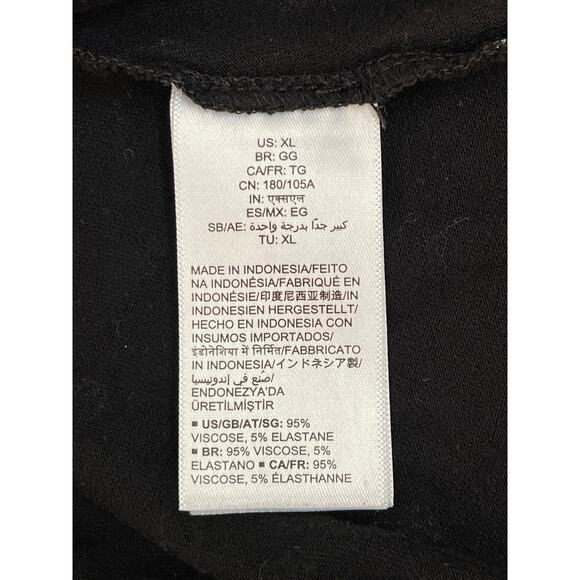 US: XL
BR: GG
CA/FR: TG
CN: 180/105A
IN: एक्सएल
ES/MX: EG
SB/AE: كبير جدًا بدرجة واحدة
TU: XL
MADE IN INDONESIA/FEITO
NA INDONÉSIA/FABRIQUÉ EN
INDONÉSIE/印度尼西亚制造/IN
INDONESIEN HERGESTELLT/
HECHO EN INDONESIA CON
INSUMOS IMPORTADOS/
इंडोनेशिया में निर्मित/FABBRICATO
IN INDONESIA/インドネシア製/
صُنع في إندونيسيا/
ENDONEZYA'DA
ÜRETİLMİŞTİR
▪ US/GB/AT/SG: 95%
VISCOSE, 5% ELASTANE
▪ BR: 95% VISCOSE, 5%
ELASTANO ▪ CA/FR: 95%
VISCOSE, 5% ÉLASTHANNE